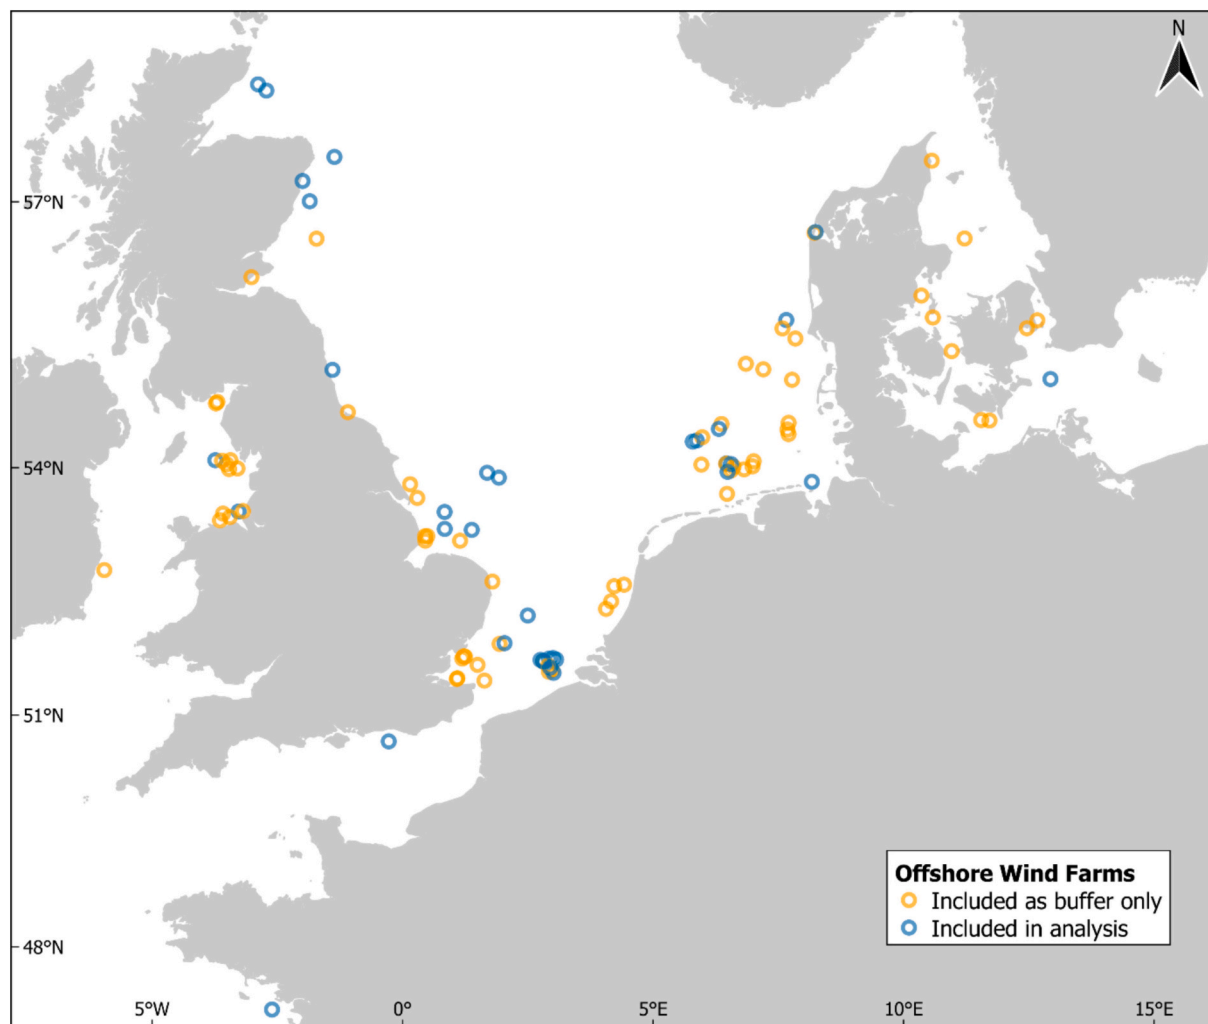 N
57°N
54°N
51°N
48°N
Offshore Wind Farms
Included as buffer only
Included in analysis
5°W 0° 5°E 10°E 15°E